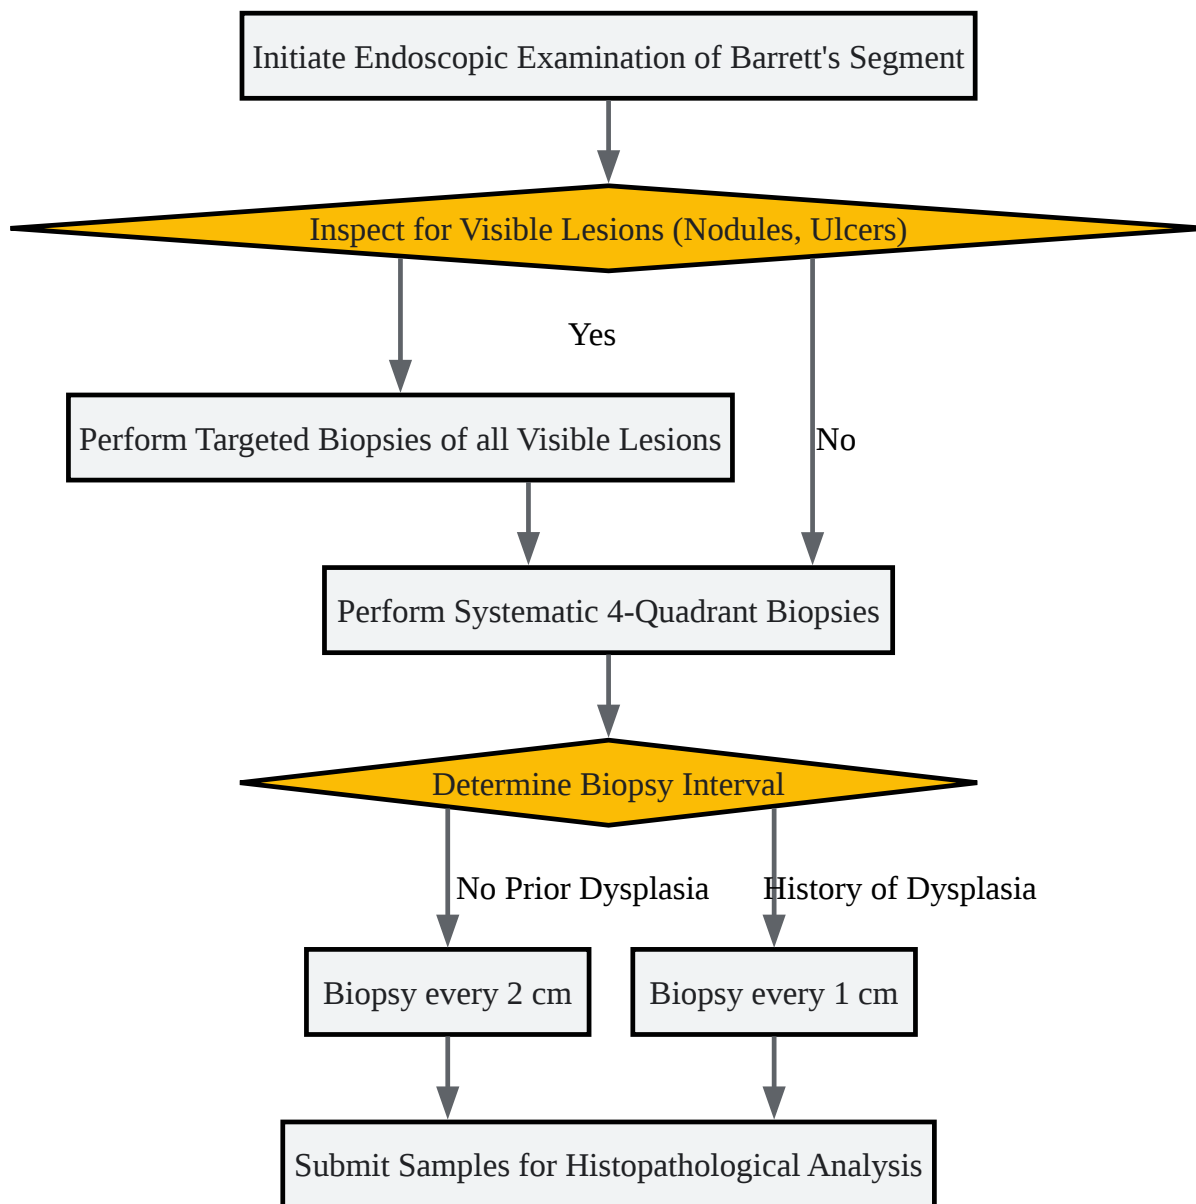 Initiate Endoscopic Examination of Barrett's Segment
Inspect for Visible Lesions (Nodules, Ulcers)
Yes
Perform Targeted Biopsies of all Visible Lesions
No
Perform Systematic 4-Quadrant Biopsies
Determine Biopsy Interval
No Prior Dysplasia
History of Dysplasia
Biopsy every 2 cm
Biopsy every 1 cm
Submit Samples for Histopathological Analysis